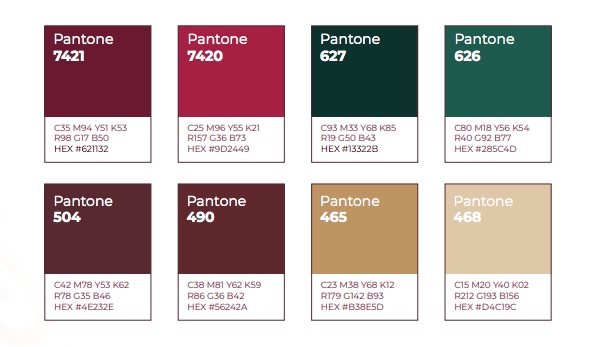 Pantone
7421
C35 M94 Y51 K53
R98 G17 B50
HEX #621132
Pantone
7420
C25 M96 Y55 K21
R157 G36 B73
HEX #9D2449
Pantone
627
C93 M33 Y68 K85
R19 G50 B43
HEX #13322B
Pantone
626
C80 M18 Y56 K54
R40 G92 B77
HEX #285C4D
Pantone
504
C42 M78 Y53 K62
R78 G35 B46
HEX #4E232E
Pantone
490
C38 M81 Y62 K59
R86 G36 B42
HEX #56242A
Pantone
465
C23 M38 Y68 K12
R179 G142 B93
HEX #B38E5D
Pantone
468
C15 M20 Y40 K02
R212 G193 B156
HEX #D4C19C